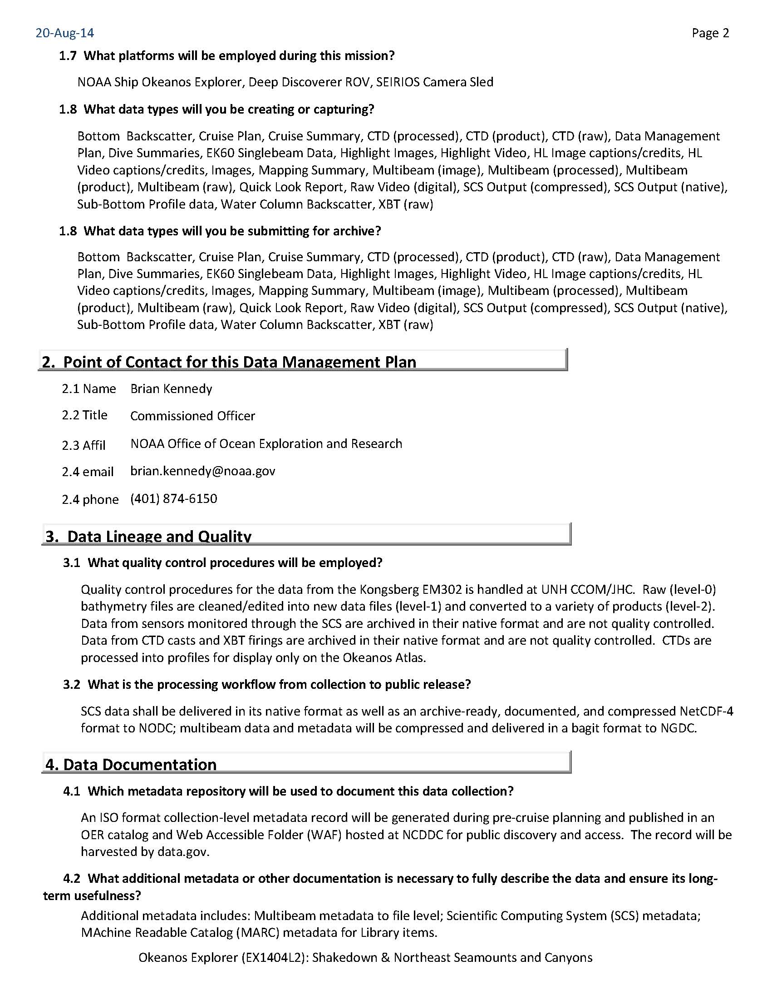 20-Aug-14 Page 2
1.7 What platforms will be employed during this mission?
NOAA Ship Okeanos Explorer, Deep Discoverer ROV, SEIRIOS Camera Sled
1.8 What data types will you be creating or capturing?
Bottom Backscatter, Cruise Plan, Cruise Summary, CTD (processed), CTD (product), CTD (raw), Data Management
Plan, Dive Summaries, EK60 Singlebeam Data, Highlight Images, Highlight Video, HL Image captions/credits, HL
Video captions/credits, Images, Mapping Summary, Multibeam (image), Multibeam (processed), Multibeam
(product), Multibeam (raw), Quick Look Report, Raw Video (digital), SCS Output (compressed), SCS Output (native),
Sub-Bottom Profile data, Water Column Backscatter, XBT (raw)
1.8 What data types will you be submitting for archive?
Bottom Backscatter, Cruise Plan, Cruise Summary, CTD (processed), CTD (product), CTD (raw), Data Management
Plan, Dive Summaries, EK60 Singlebeam Data, Highlight Images, Highlight Video, HL Image captions/credits, HL
Video captions/credits, Images, Mapping Summary, Multibeam (image), Multibeam (processed), Multibeam
(product), Multibeam (raw), Quick Look Report, Raw Video (digital), SCS Output (compressed), SCS Output (native),
Sub-Bottom Profile data, Water Column Backscatter, XBT (raw)
2. Point of Contact for this Data Management Plan
2.1 Name Brian Kennedy
2.2 Title Commissioned Officer
2.3 Affil NOAA Office of Ocean Exploration and Research
2.4 email brian.kennedy@noaa.gov
2.4 phone (401) 874-6150
3. Data Lineage and Quality
3.1 What quality control procedures will be employed?
Quality control procedures for the data from the Kongsberg EM302 is handled at UNH CCOM/JHC. Raw (level-0)
bathymetry files are cleaned/edited into new data files (level-1) and converted to a variety of products (level-2).
Data from sensors monitored through the SCS are archived in their native format and are not quality controlled.
Data from CTD casts and XBT firings are archived in their native format and are not quality controlled. CTDs are
processed into profiles for display only on the Okeanos Atlas.
3.2 What is the processing workflow from collection to public release?
SCS data shall be delivered in its native format as well as an archive-ready, documented, and compressed NetCDF-4
format to NODC; multibeam data and metadata will be compressed and delivered in a bagit format to NGDC.
4. Data Documentation
4.1 Which metadata repository will be used to document this data collection?
An ISO format collection-level metadata record will be generated during pre-cruise planning and published in an
OER catalog and Web Accessible Folder (WAF) hosted at NCDDC for public discovery and access. The record will be
harvested by data.gov.
4.2 What additional metadata or other documentation is necessary to fully describe the data and ensure its long-
term usefulness?
Additional metadata includes: Multibeam metadata to file level; Scientific Computing System (SCS) metadata;
MAchine Readable Catalog (MARC) metadata for Library items.
Okeanos Explorer (EX1404L2): Shakedown & Northeast Seamounts and Canyons